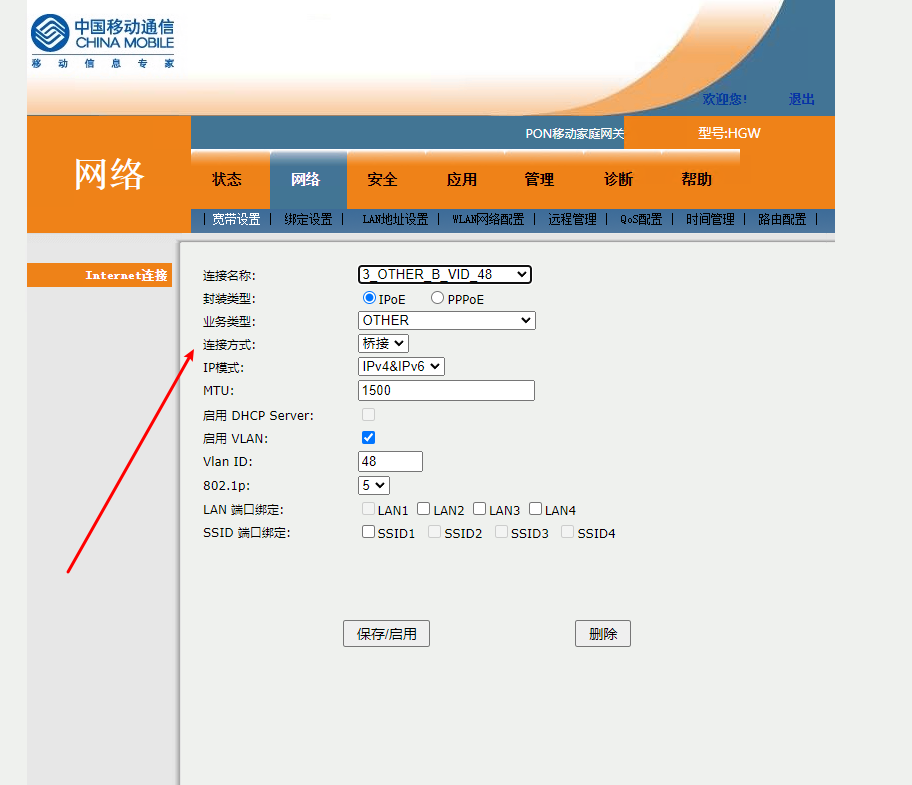 中国移动通信
CHINA MOBILE
移动信息专家
欢迎您! 退出
PON移动家庭网关 型号:HGW
网络
状态 网络 安全 应用 管理 诊断 帮助
| 宽带设置 | 绑定设置 | LAN地址设置 | WLAN网络配置 | 远程管理 | QoS配置 | 时间管理 | 路由配置 |
Internet连接
连接名称: 3_OTHER_B_VID_48
封装类型: IPoE PPPoE
业务类型: OTHER
连接方式: 桥接
IP模式: IPv4&IPv6
MTU: 1500
启用 DHCP Server:
启用 VLAN:
Vlan ID: 48
802.1p: 5
LAN 端口绑定: LAN1 LAN2 LAN3 LAN4
SSID 端口绑定: SSID1 SSID2 SSID3 SSID4
保存/启用 删除